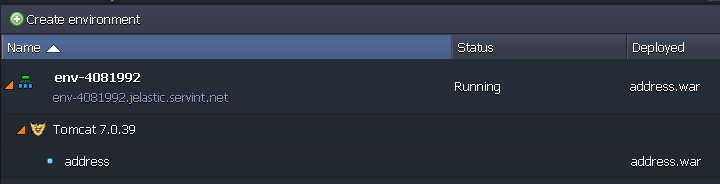 Create environment
Name Status Deployed
env-4081992
env-4081992.jelastic.servint.net Running address.war
Tomcat 7.0.39
address address.war